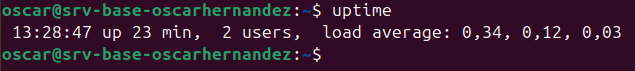 oscar@srv-base-oscarhernandez:~$ uptime
 13:28:47 up 23 min,  2 users,  load average: 0,34, 0,12, 0,03
oscar@srv-base-oscarhernandez:~$